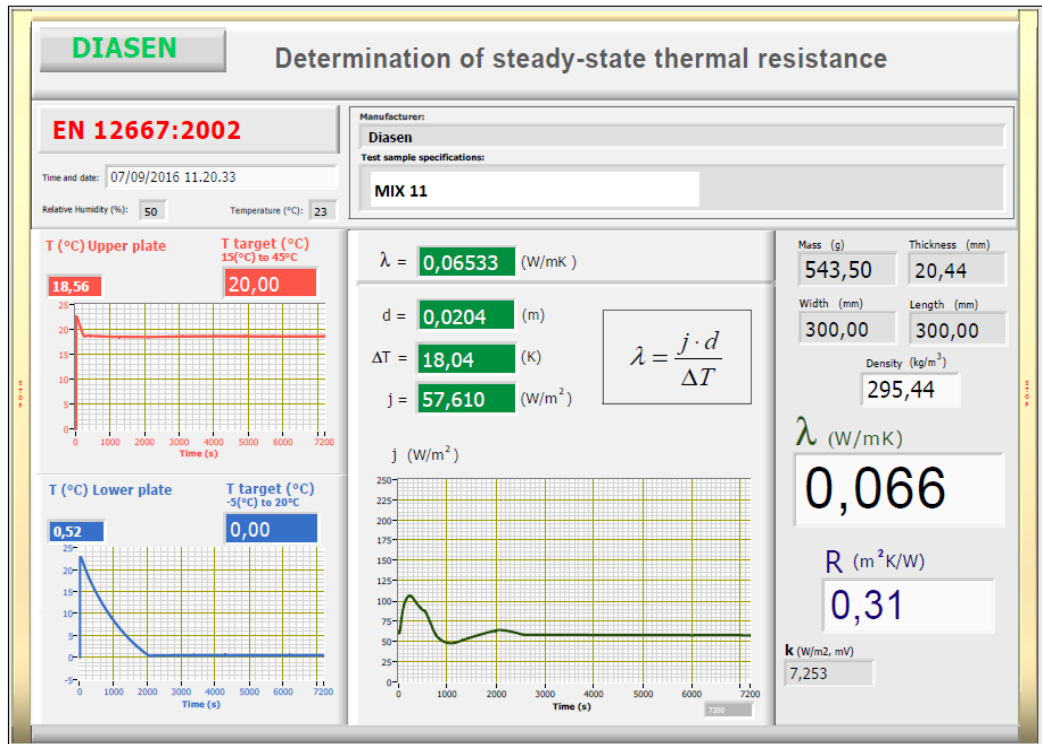 DIASEN
Determination of steady-state thermal resistance
EN 12667:2002
Time and date: 07/09/2016 11.20.33
Relative Humidity (%): 50 Temperature (°C): 23
Manufacturer:
Diasen
Test sample specifications:
MIX 11
T (°C) Upper plate
T target (°C)
15(°C) to 45°C
18,56
20,00
25
20
15
10
5
0
0 1000 2000 3000 4000 5000 6000 7200
Time (s)
T (°C) Lower plate
T target (°C)
-5(°C) to 20°C
0,52
0,00
25
20
15
10
5
0
-5
0 1000 2000 3000 4000 5000 6000 7200
Time (s)
λ = 0,06533 (W/mK )
d = 0,0204 (m)
ΔT = 18,04 (K)
j = 57,610 (W/m²)
λ = j · d / ΔT
j (W/m²)
250
225
200
175
150
125
100
75
50
25
0
0 1000 2000 3000 4000 5000 6000 7200
Time (s)
7200
Mass (g) Thickness (mm)
543,50 20,44
Width (mm) Length (mm)
300,00 300,00
Density (kg/m³)
295,44
λ (W/mK)
0,066
R (m²K/W)
0,31
k (W/m2, mV)
7,253
STOP
STOP